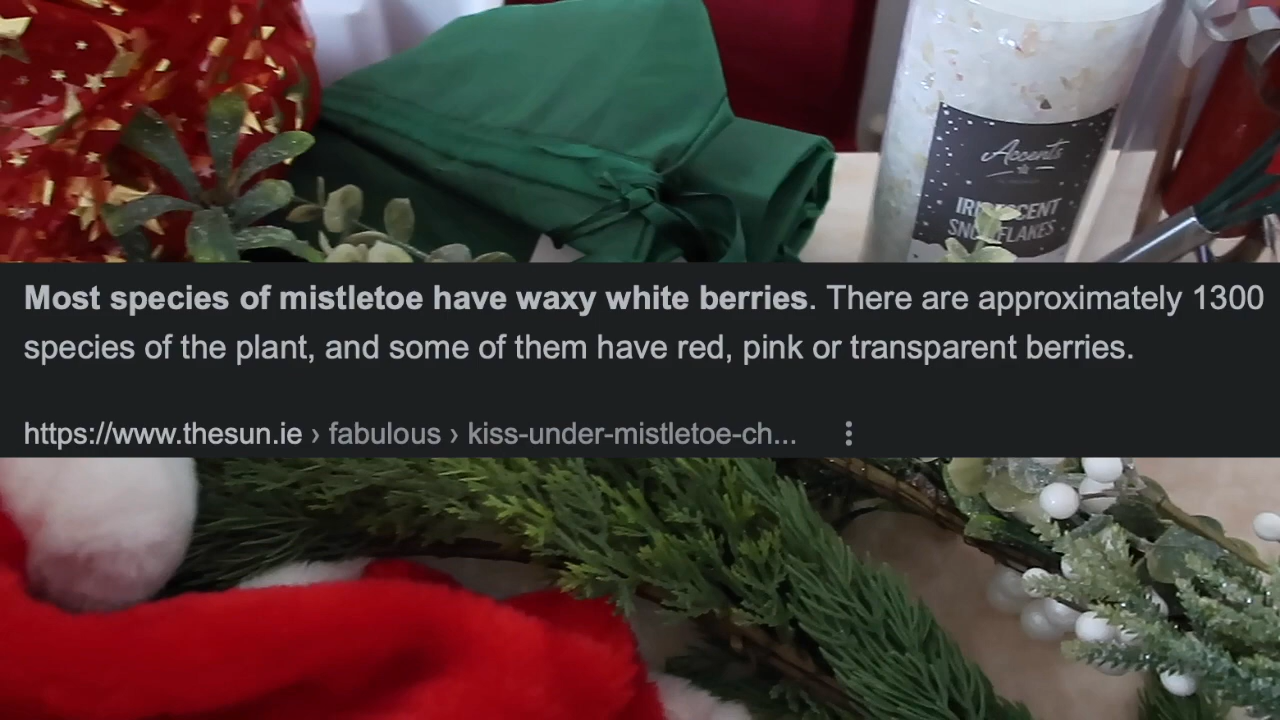 Accents
IRIDESCENT
SNOWFLAKES
Most species of mistletoe have waxy white berries. There are approximately 1300
species of the plant, and some of them have red, pink or transparent berries.
https://www.thesun.ie › fabulous › kiss-under-mistletoe-ch...